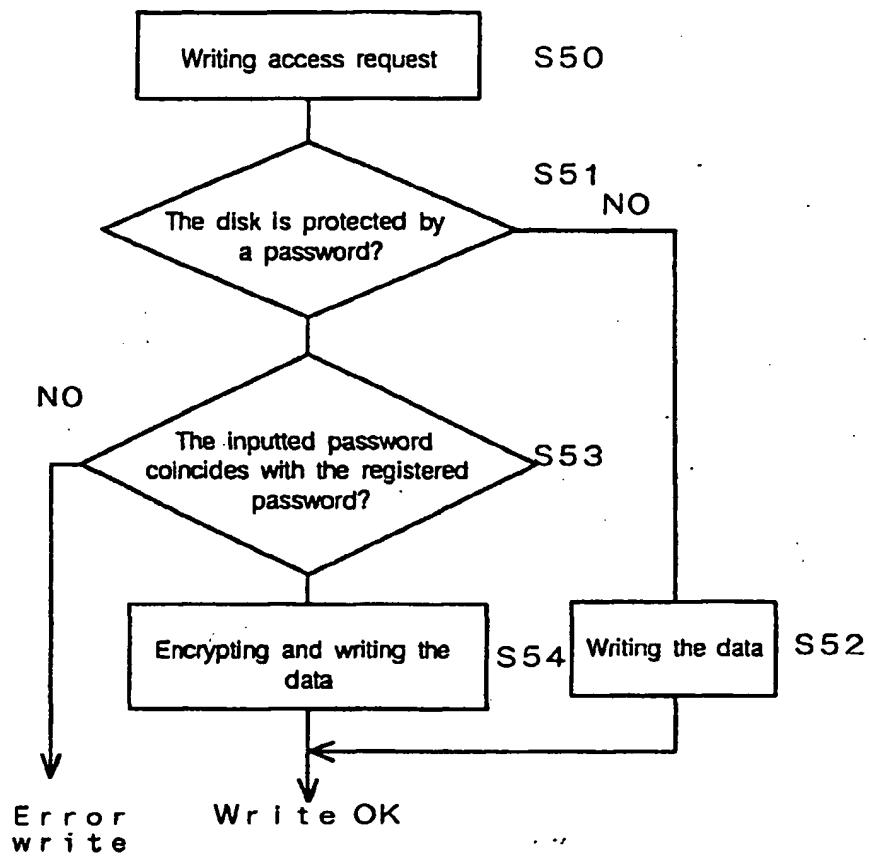 Writing access request
S50
S51
The disk is protected by
a password?
NO
NO
The inputted password
coincides with the registered
password?
S53
Encrypting and writing the
data
S54
Writing the data
S52
Error
write
Write OK